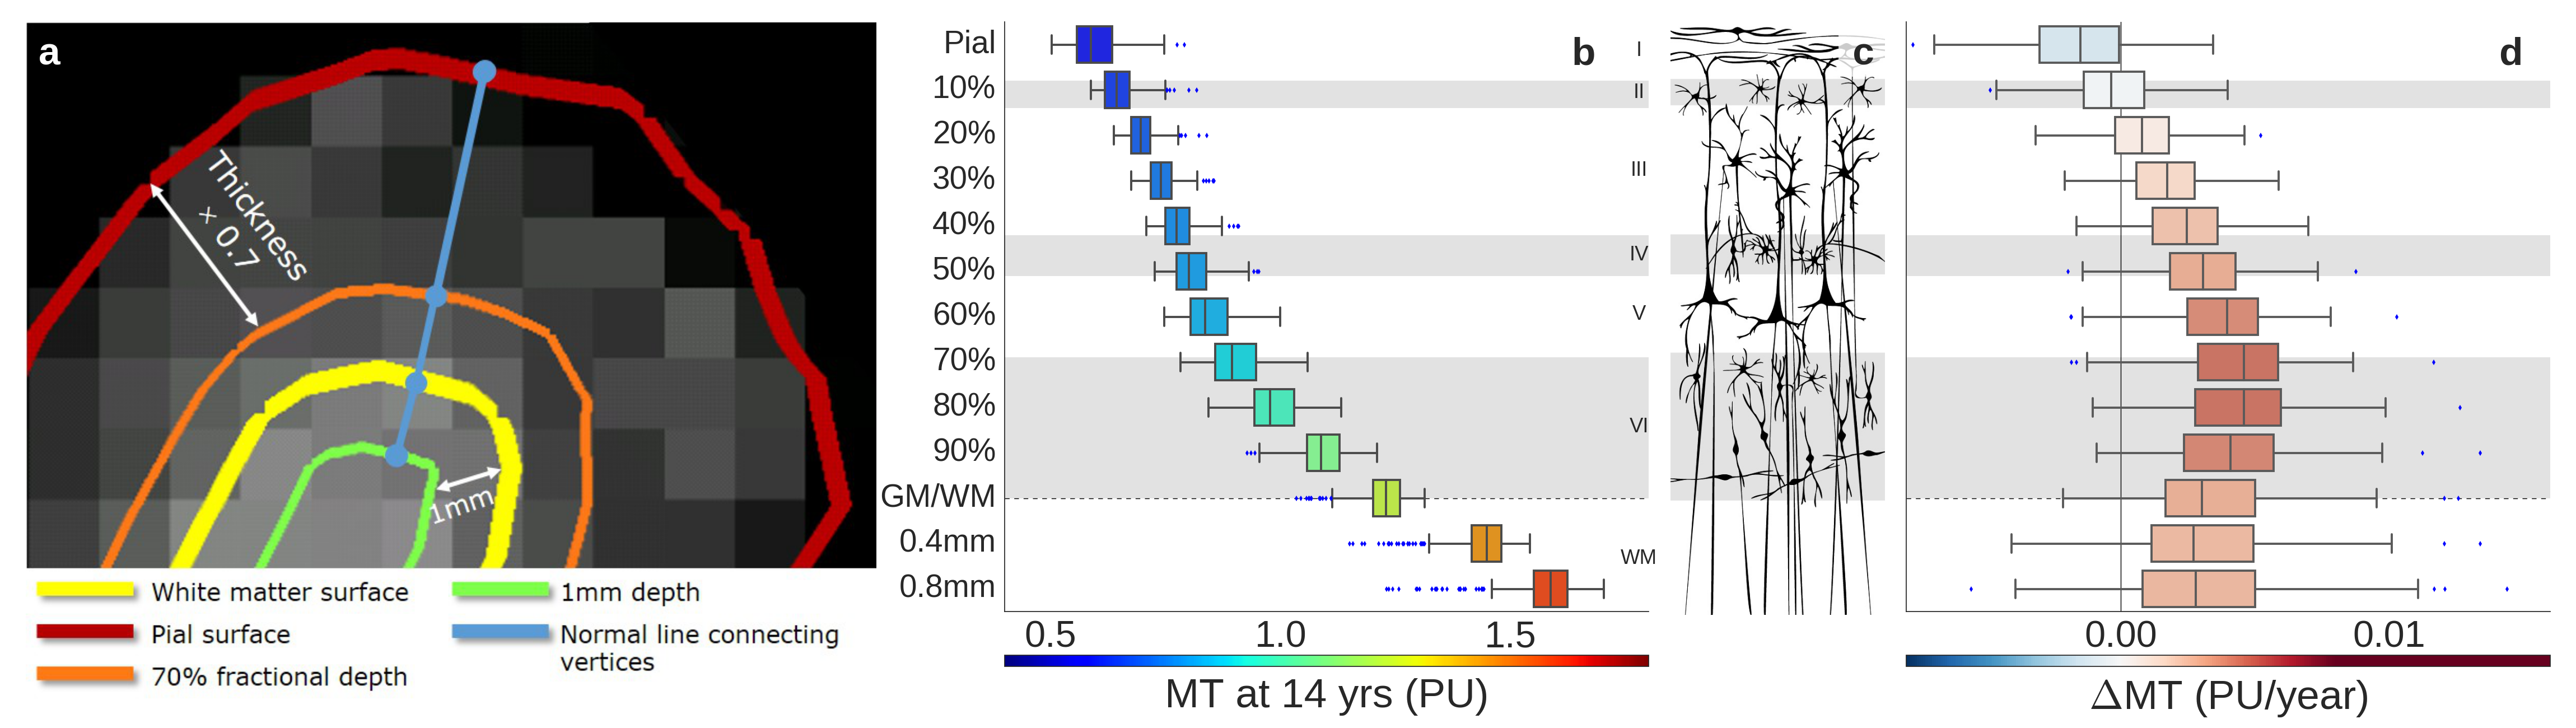 a
Thickness
× 0.7
1mm
White matter surface
Pial surface
70% fractional depth
1mm depth
Normal line connecting
vertices
b
Pial
10%
20%
30%
40%
50%
60%
70%
80%
90%
GM/WM
0.4mm
0.8mm
0.5 1.0 1.5
MT at 14 yrs (PU)
c
I
II
III
IV
V
VI
WM
d
0.00 0.01
ΔMT (PU/year)